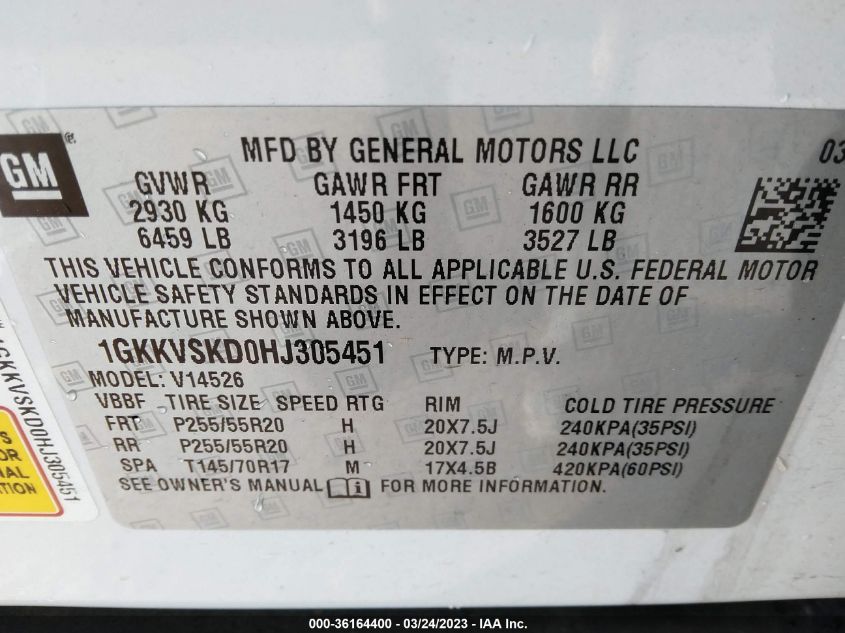 GM
MFD BY GENERAL MOTORS LLC 03
GVWR GAWR FRT GAWR RR
2930 KG 1450 KG 1600 KG
6459 LB 3196 LB 3527 LB
THIS VEHICLE CONFORMS TO ALL APPLICABLE U.S. FEDERAL MOTOR
VEHICLE SAFETY STANDARDS IN EFFECT ON THE DATE OF
MANUFACTURE SHOWN ABOVE.
1GKKVSKD0HJ305451 TYPE: M.P.V.
MODEL: V14526
VBBF TIRE SIZE SPEED RTG RIM COLD TIRE PRESSURE
FRT P255/55R20 H 20X7.5J 240KPA(35PSI)
RR P255/55R20 H 20X7.5J 240KPA(35PSI)
SPA T145/70R17 M 17X4.5B 420KPA(60PSI)
SEE OWNER'S MANUAL FOR MORE INFORMATION.
1GKKVSKD0HJ305451
OR
000-36164400 - 03/24/2023 - IAA Inc.